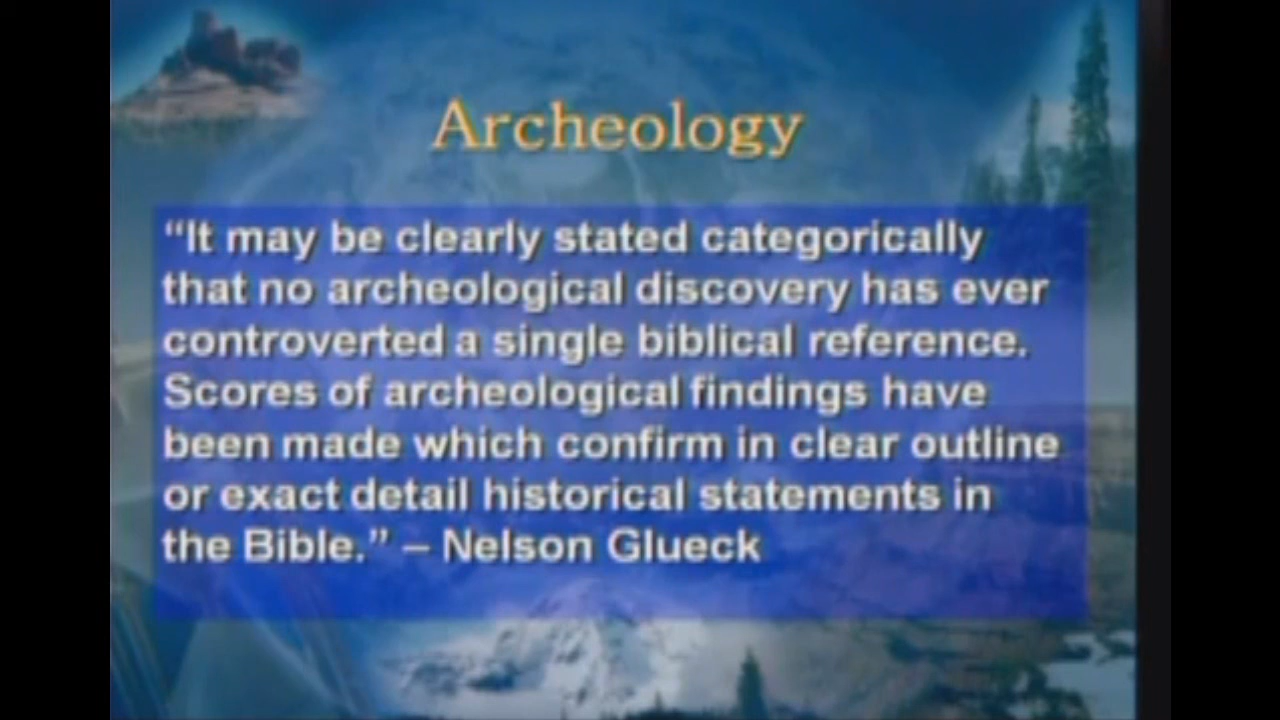 Archeology
“It may be clearly stated categorically
that no archeological discovery has ever
controverted a single biblical reference.
Scores of archeological findings have
been made which confirm in clear outline
or exact detail historical statements in
the Bible.” – Nelson Glueck